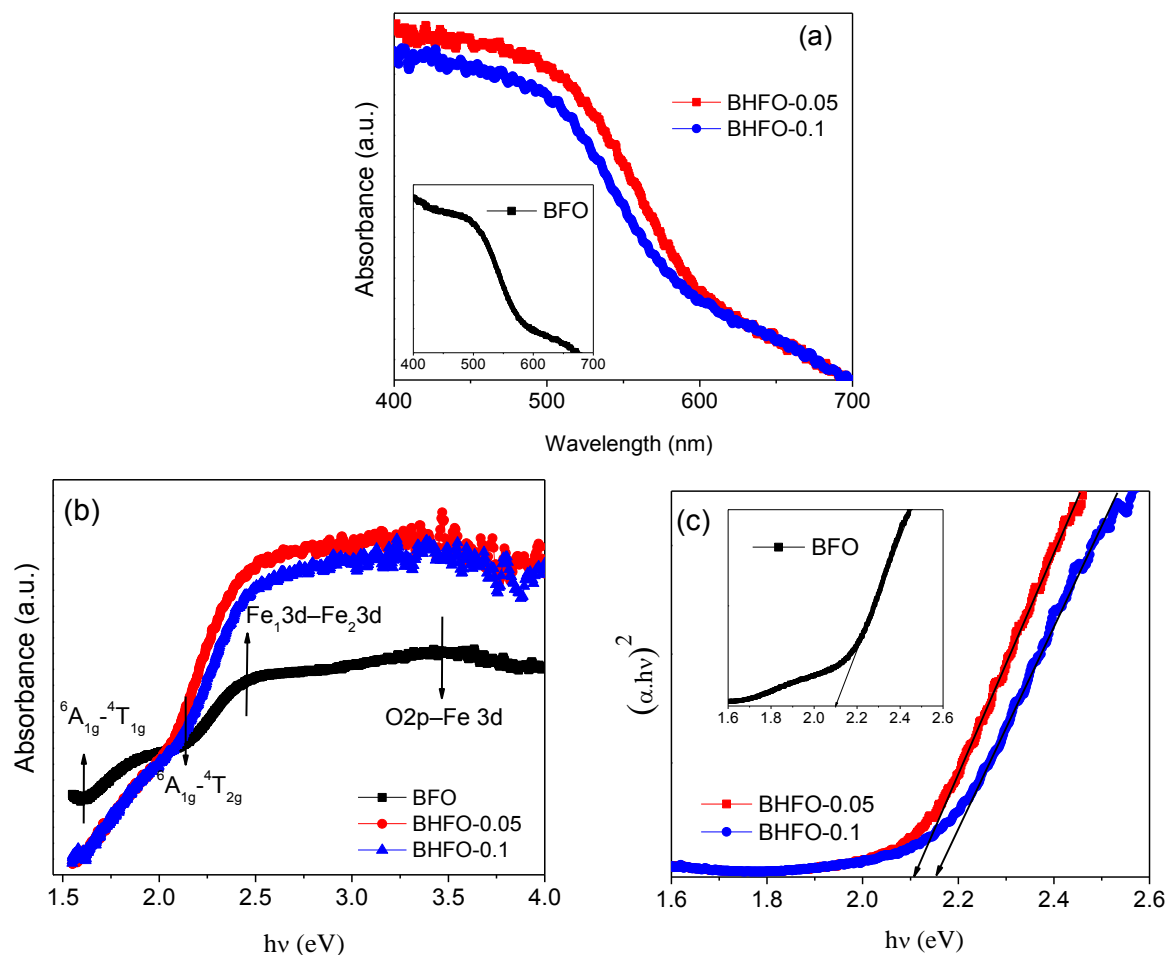 (a)
BHFO-0.05
BHFO-0.1
Absorbance (a.u.)
BFO
400 500 600 700
400 500 600 700
Wavelength (nm)
(b)
Absorbance (a.u.)
Fe₁3d–Fe₂3d
⁶A₁g-⁴T₁g
O2p–Fe 3d
⁶A₁g-⁴T₂g
BFO
BHFO-0.05
BHFO-0.1
1.5 2.0 2.5 3.0 3.5 4.0
hν (eV)
(c)
BFO
(α.hν)²
1.6 1.8 2.0 2.2 2.4 2.6
BHFO-0.05
BHFO-0.1
1.6 1.8 2.0 2.2 2.4 2.6
hν (eV)